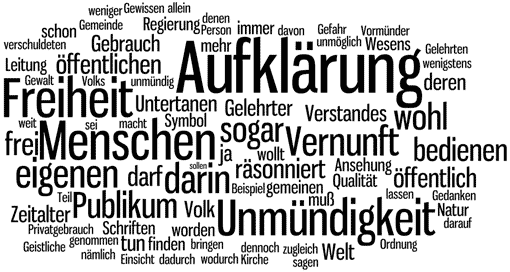 weniger Gewissen allein
schon Gemeinde Regierung immer denen Person davon Gefahr Vormünder
verschuldeten Gebrauch mehr unmöglich Wesens Gelehrten
Leitung öffentlichen Aufklärung wenigstens
Gewalt Volks unmündig deren
Freiheit Untertanen Gelehrter Verstandes wohl
weit sei macht Symbol
frei Menschen sogar Vernunft bedienen
ja wollt
eigenen darf sollen darin räsonniert Ansehung öffentlich
Beispiel gemeinen Qualität
Teil muß lassen Gedanken
Zeitalter Publikum Volk Unmündigkeit Natur
Privatgebrauch Schriften worden darauf
Geistliche genommen tun finden bringen dennoch zugleich Welt Ordnung
nämlich Einsicht dadurch wodurch Kirche sagen